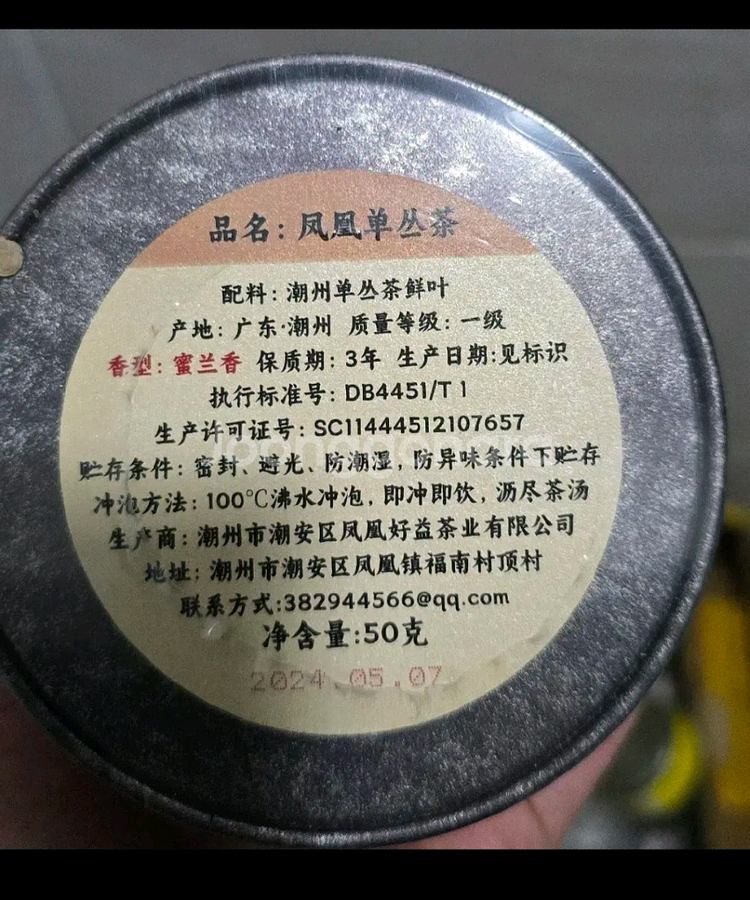 品名：凤凰单丛茶
配料：潮州单丛茶鲜叶
产地：广东·潮州 质量等级：一级
香型：蜜兰香 保质期：3年 生产日期:见标识
执行标准号：DB4451/T 1
生产许可证号：SC11444512107657
贮存条件：密封、避光、防潮湿，防异味条件下贮存
冲泡方法：100℃沸水冲泡，即冲即饮，沥尽茶汤
生产商：潮州市潮安区凤凰好益茶业有限公司
地址：潮州市潮安区凤凰镇福南村顶村
联系方式:382944566@qq.com
净含量:50克
2024.05.07